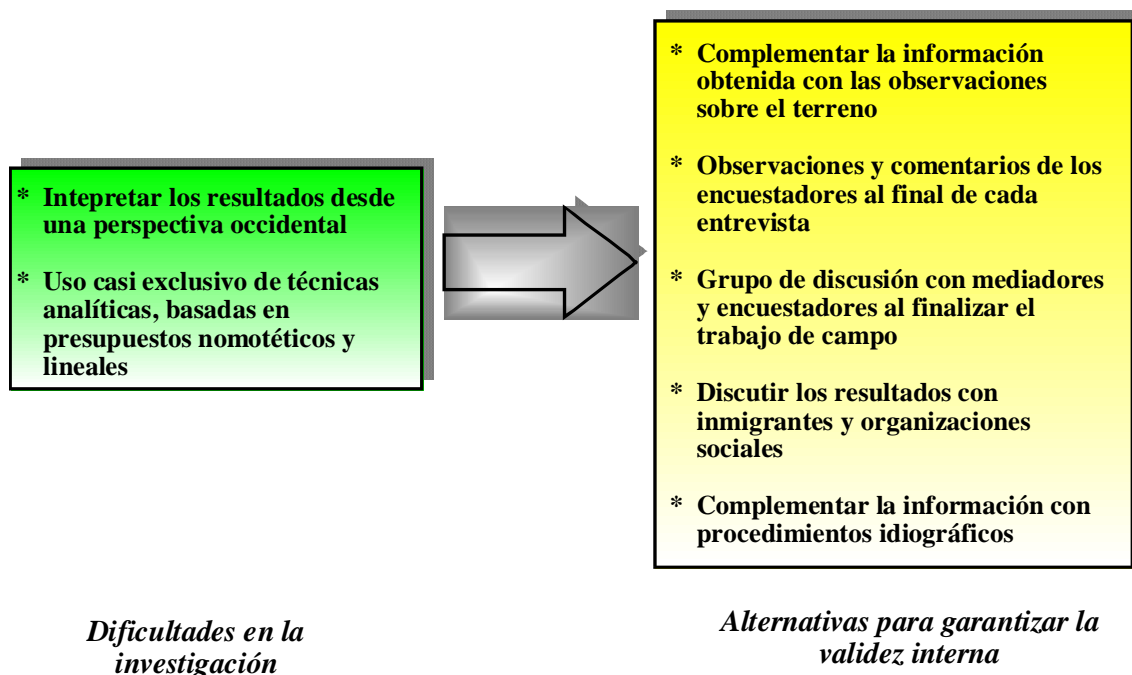 * Intepretar los resultados desde
una perspectiva occidental
* Uso casi exclusivo de técnicas
analíticas, basadas en
presupuestos nomotéticos y
lineales
* Complementar la información
obtenida con las observaciones
sobre el terreno
* Observaciones y comentarios de los
encuestadores al final de cada
entrevista
* Grupo de discusión con mediadores
y encuestadores al finalizar el
trabajo de campo
* Discutir los resultados con
inmigrantes y organizaciones
sociales
* Complementar la información con
procedimientos idiográficos
Dificultades en la
investigación
Alternativas para garantizar la
validez interna